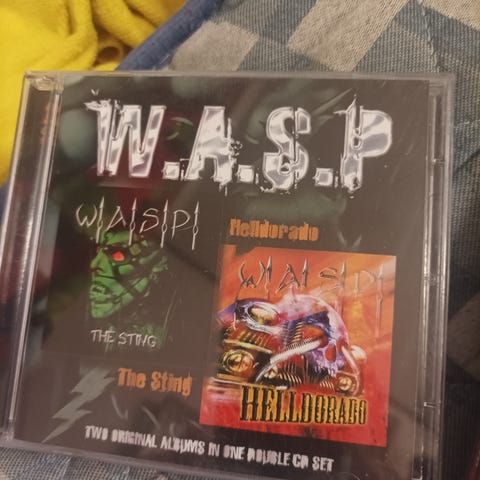 W.A.S.P
W.A.S.P.
THE STING
Helldorado
W.A.S.P.
HELLDORADO
The Sting
TWO ORIGINAL ALBUMS IN ONE DOUBLE CD SET